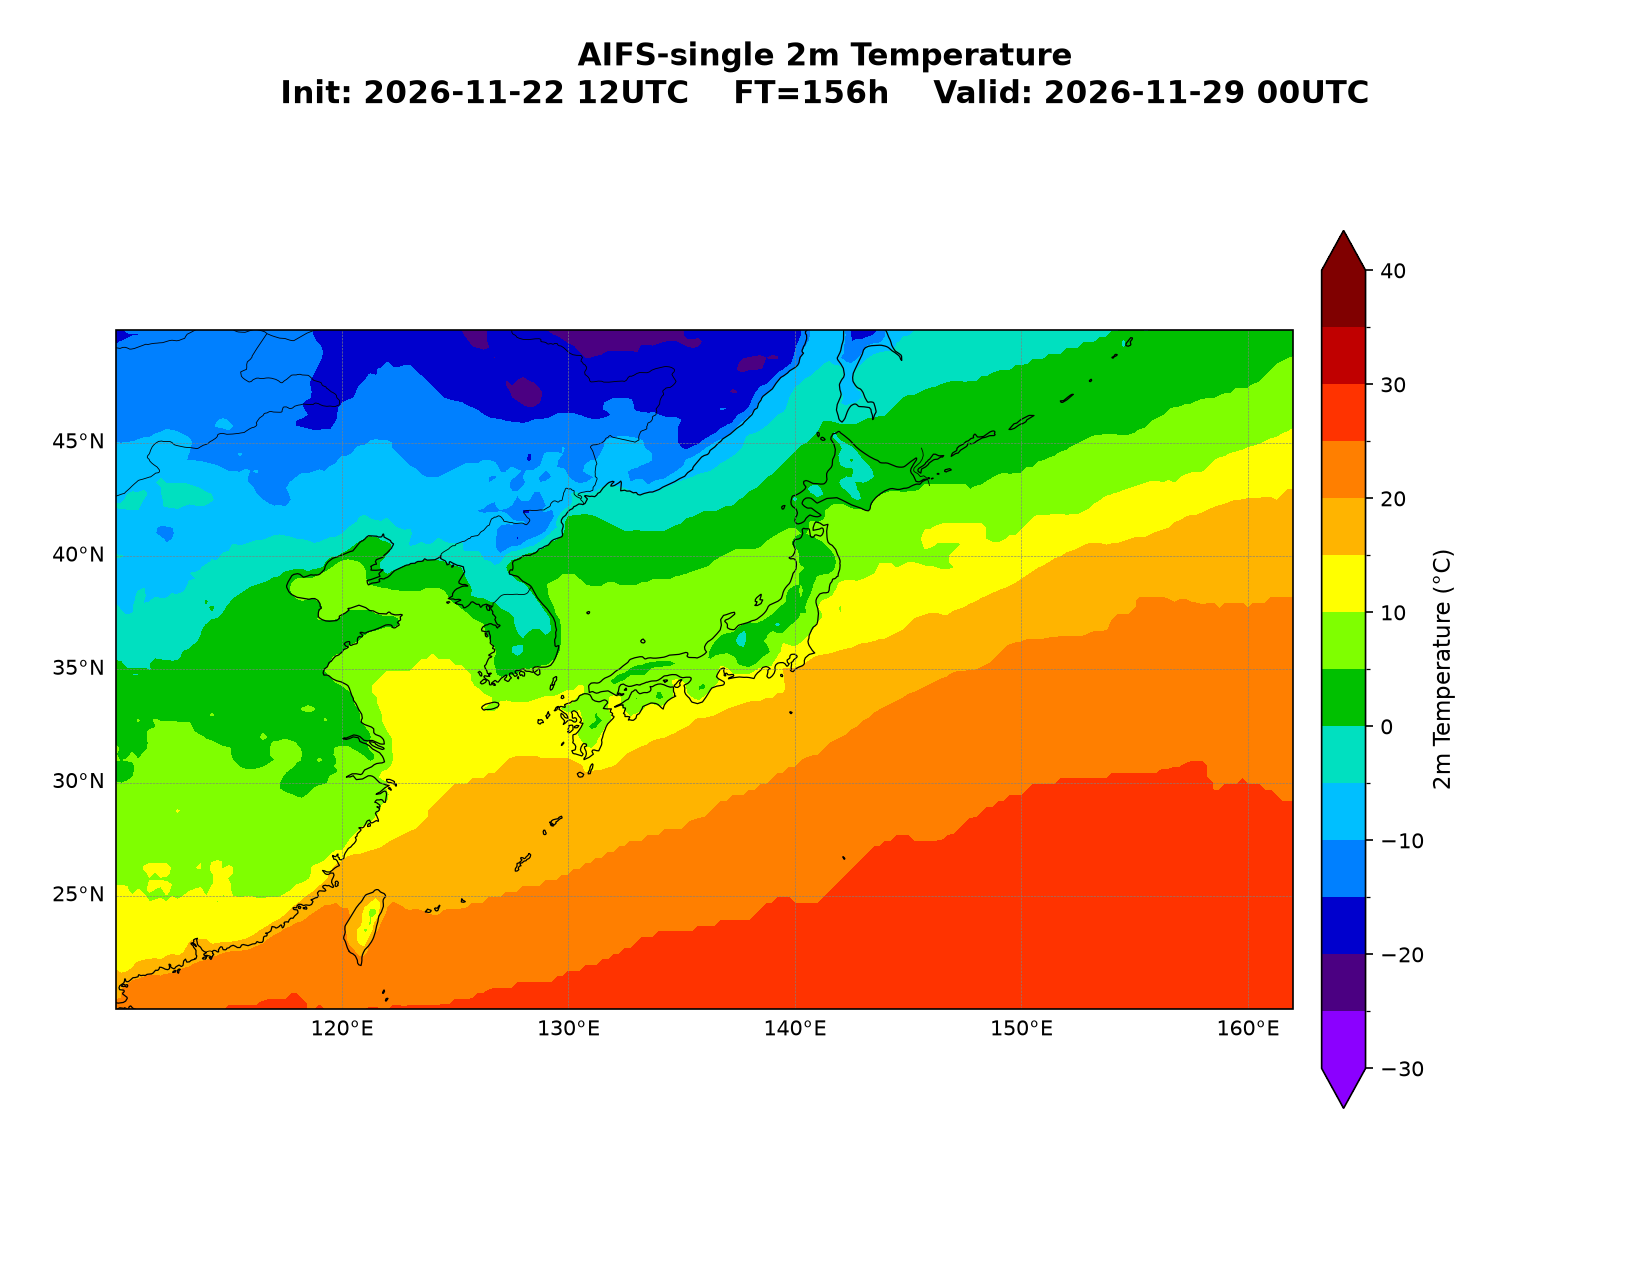 AIFS-single 2m Temperature
Init: 2026-11-22 12UTC    FT=156h    Valid: 2026-11-29 00UTC
45°N
40°N
35°N
30°N
25°N
120°E
130°E
140°E
150°E
160°E
40
30
20
10
0
−10
−20
−30
2m Temperature (°C)